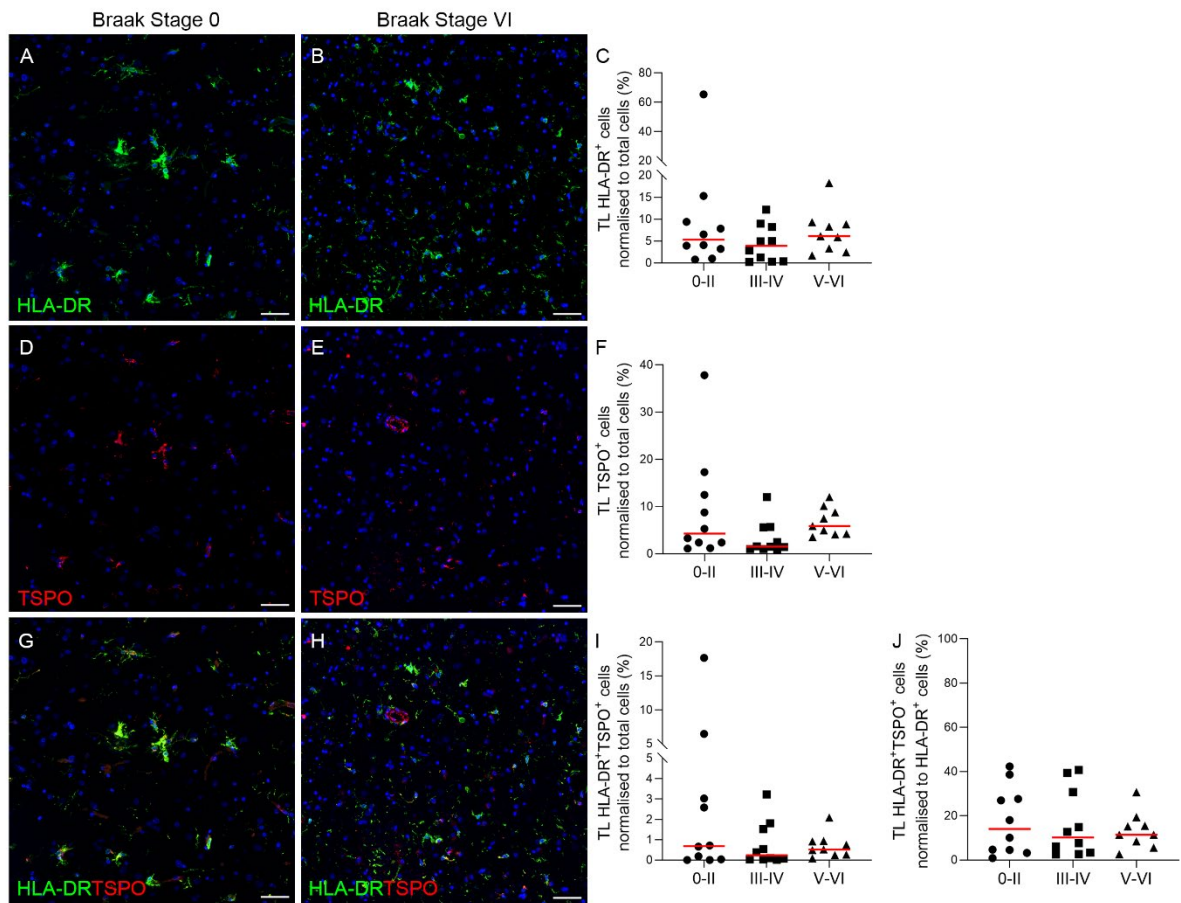 Braak Stage 0
Braak Stage VI
A
HLA-DR
B
HLA-DR
C
TL HLA-DR⁺ cells
normalised to total cells (%)
80
60
40
20
20
15
10
5
0
0-II
III-IV
V-VI
D
TSPO
E
TSPO
F
TL TSPO⁺ cells
normalised to total cells (%)
40
30
20
10
0
0-II
III-IV
V-VI
G
HLA-DRTSPO
H
HLA-DRTSPO
I
TL HLA-DR⁺TSPO⁺ cells
normalised to total cells (%)
20
15
10
5
5
4
3
2
1
0
0-II
III-IV
V-VI
J
TL HLA-DR⁺TSPO⁺ cells
normalised to HLA-DR⁺ cells (%)
100
80
60
40
20
0
0-II
III-IV
V-VI